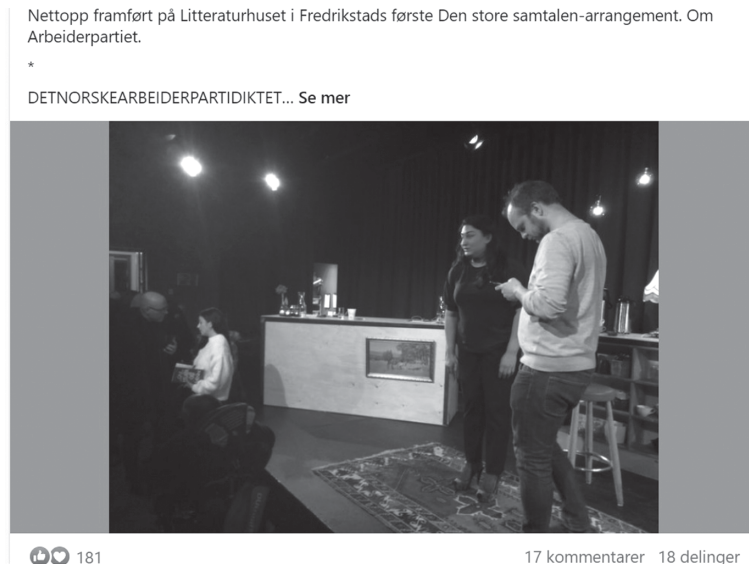 Nettopp framført på Litteraturhuset i Fredrikstads første Den store samtalen-arrangement. Om
Arbeiderpartiet.
*
DETNORSKEARBEIDERPARTIDIKTET... Se mer
181
17 kommentarer 18 delinger